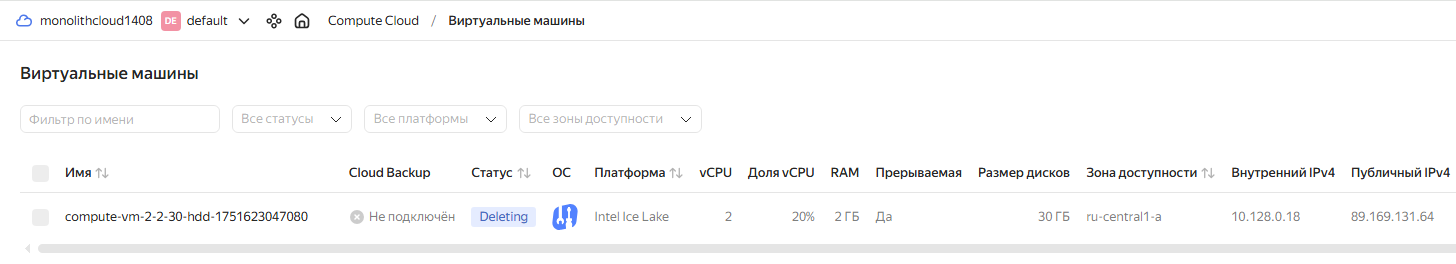 monolithcloud1408 DE default Compute Cloud / Виртуальные машины
Виртуальные машины
Фильтр по имени Все статусы Все платформы Все зоны доступности
Имя Cloud Backup Статус ОС Платформа vCPU Доля vCPU RAM Прерываемая Размер дисков Зона доступности Внутренний IPv4 Публичный IPv4
compute-vm-2-2-30-hdd-1751623047080 Не подключён Deleting Intel Ice Lake 2 20% 2 ГБ Да 30 ГБ ru-central1-a 10.128.0.18 89.169.131.64